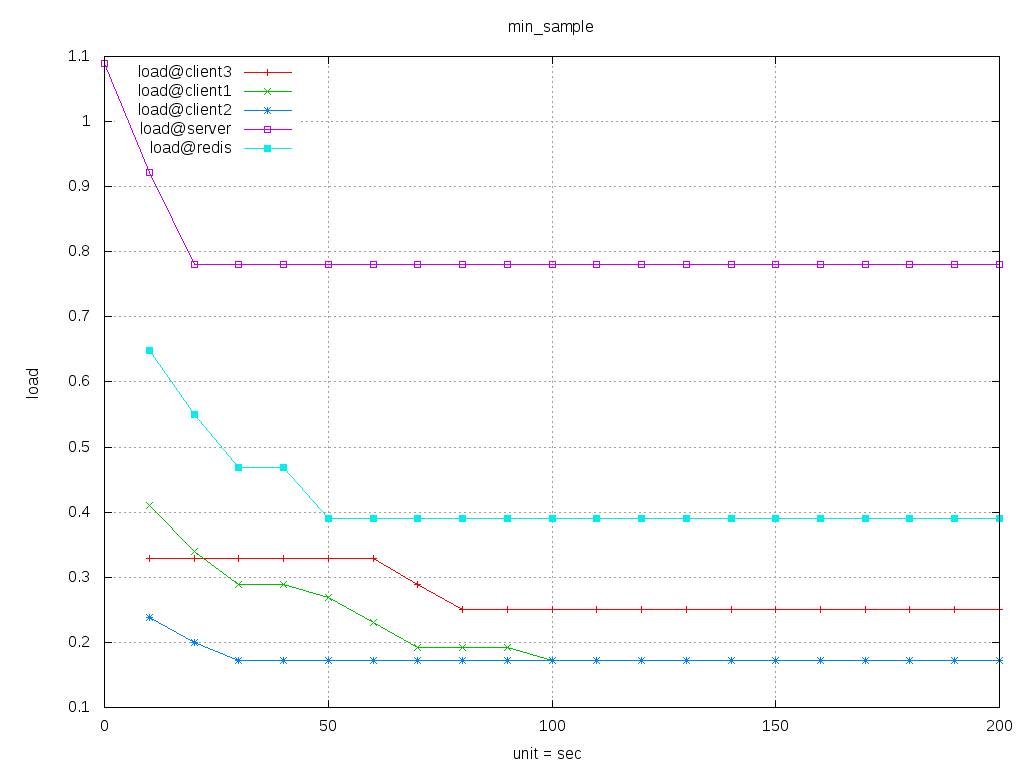 min_sample
1.1
1
0.9
0.8
0.7
0.6
0.5
0.4
0.3
0.2
0.1
load@client3
load@client1
load@client2
load@server
load@redis
load
0 50 100 150 200
unit = sec